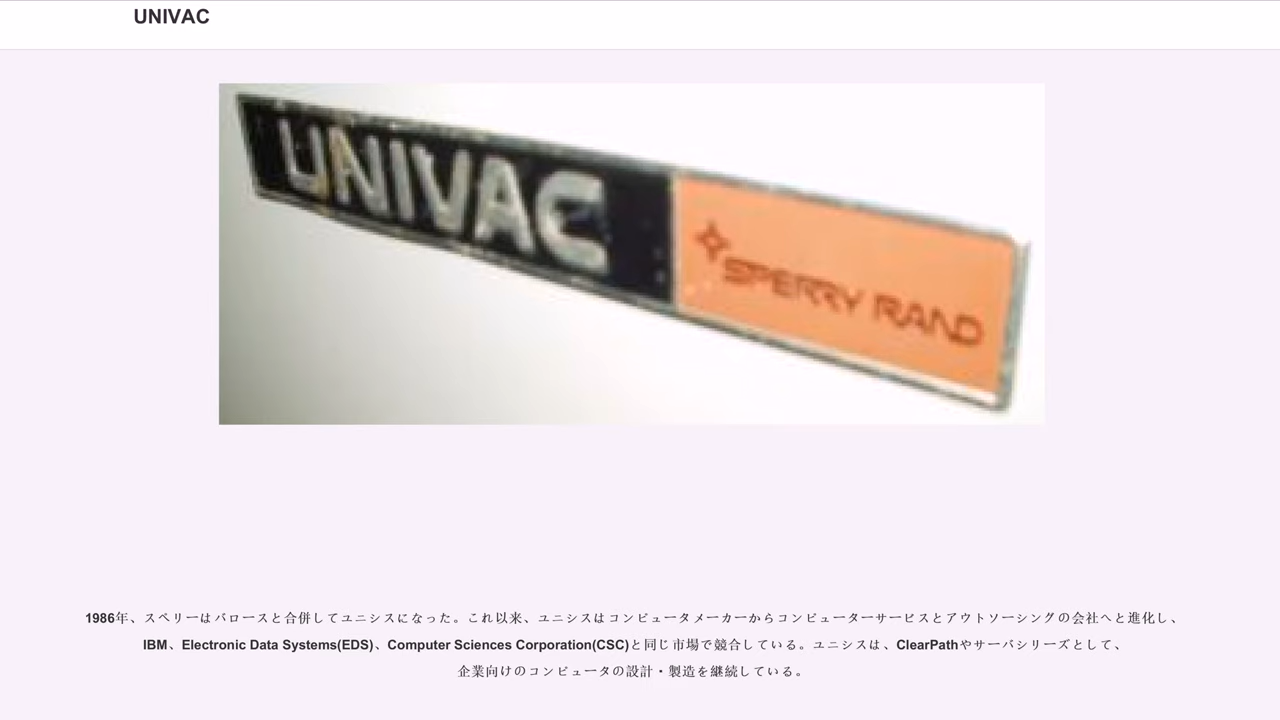 UNIVAC
UNIVAC
SPERRY RAND
1986年、スペリーはバロースと合併してユニシスになった。これ以来、ユニシスはコンピュータメーカーからコンピューターサービスとアウトソーシングの会社へと進化し、
IBM、Electronic Data Systems(EDS)、Computer Sciences Corporation(CSC)と同じ市場で競合している。ユニシスは、ClearPathやサーバシリーズとして、
企業向けのコンピュータの設計・製造を継続している。